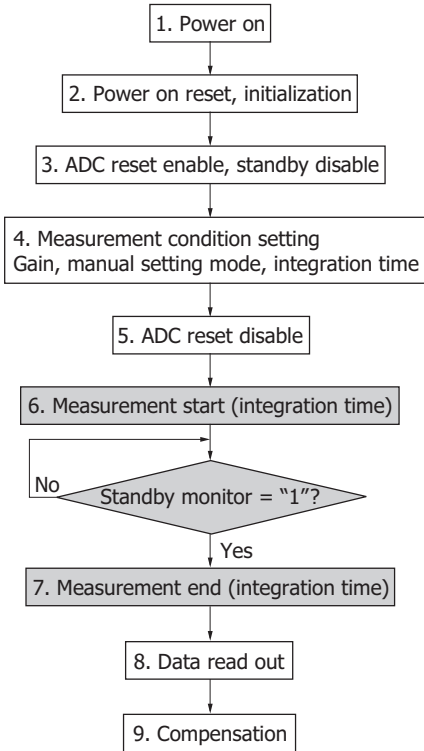 1. Power on
2. Power on reset, initialization
3. ADC reset enable, standby disable
4. Measurement condition setting
Gain, manual setting mode, integration time
5. ADC reset disable
6. Measurement start (integration time)
No
Standby monitor = “1”?
Yes
7. Measurement end (integration time)
8. Data read out
9. Compensation